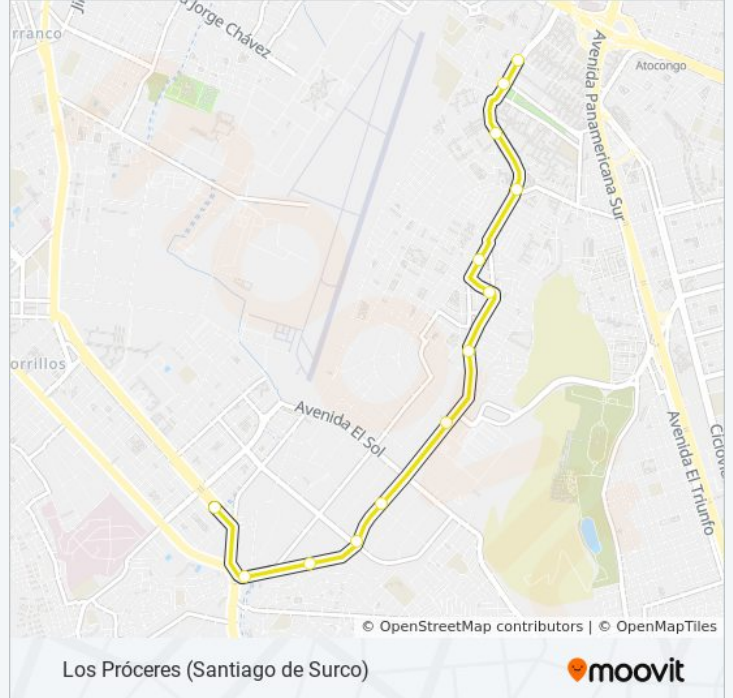 a Jorge Chávez
rranco
Atocongo
Avenida Panamericana Sur
orrillos
Avenida El Sol
Avenida El Triunfo
Ciclovía
© OpenStreetMap contributors | © OpenMapTiles
Los Próceres (Santiago de Surco)
moovit